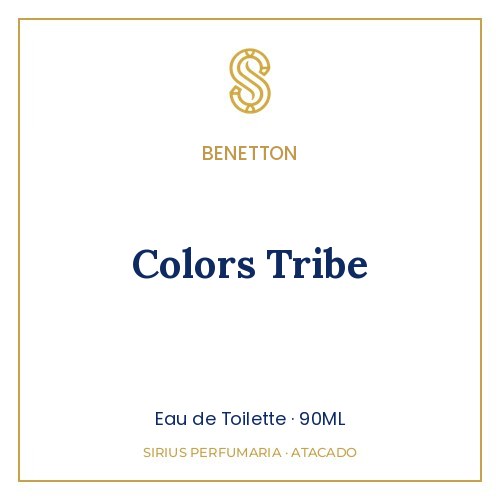 BENETTON
Colors Tribe
Eau de Toilette · 90ML
SIRIUS PERFUMARIA · ATACADO